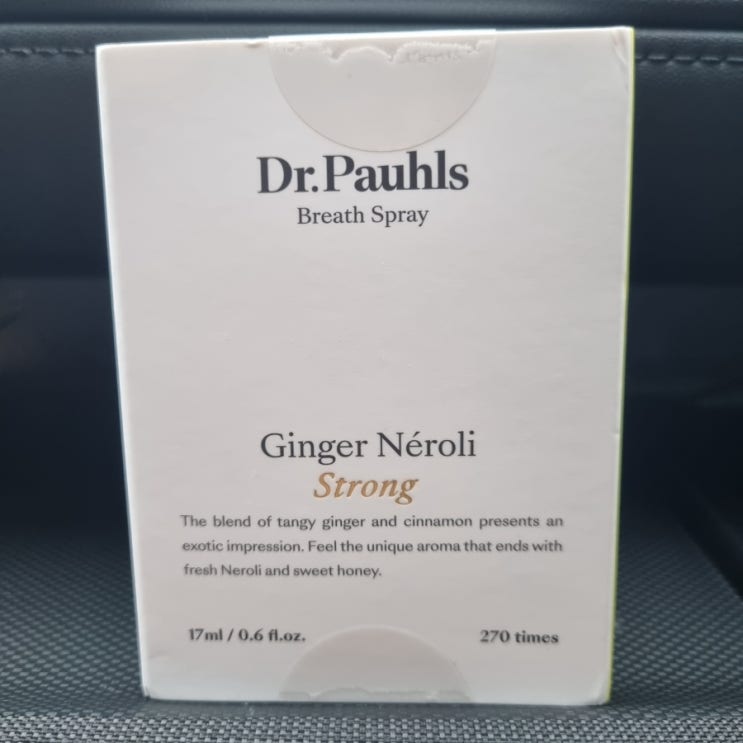 Dr.Pauhls
Breath Spray
Ginger Néroli
Strong
The blend of tangy ginger and cinnamon presents an
exotic impression. Feel the unique aroma that ends with
fresh Neroli and sweet honey.
17ml / 0.6 fl.oz.
270 times